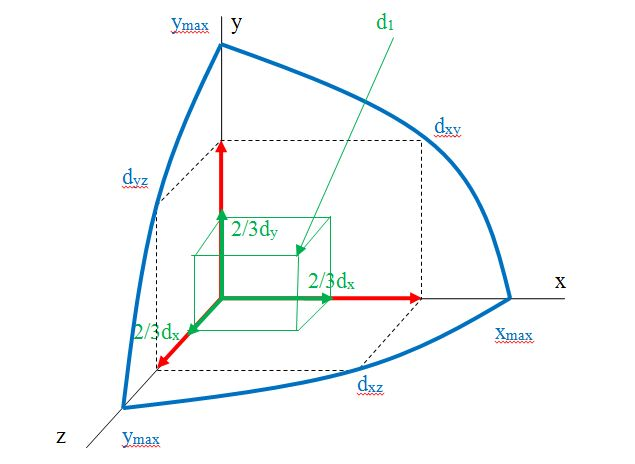 ymax
y
d1
dxy
dyz
2/3dy
2/3dx
x
2/3dx
xmax
dxz
z
ymax